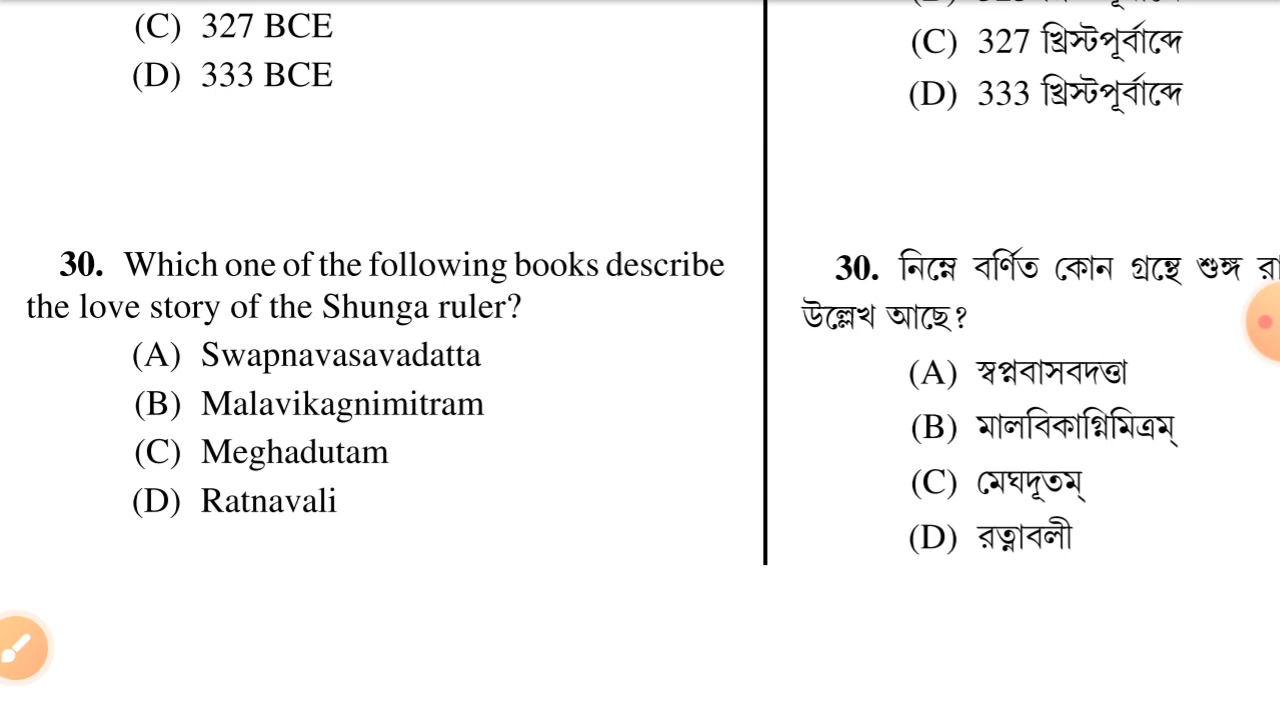 (C) 327 BCE
(D) 333 BCE
30. Which one of the following books describe
the love story of the Shunga ruler?
(A) Swapnavasavadatta
(B) Malavikagnimitram
(C) Meghadutam
(D) Ratnavali
(C) 327 খ্রিস্টপূর্বাব্দে
(D) 333 খ্রিস্টপূর্বাব্দে
30. নিম্নে বর্ণিত কোন গ্রন্থে শুঙ্গ
উল্লেখ আছে?
(A) স্বপ্নবাসবদত্তা
(B) মালবিকাগ্নিমিত্রম্
(C) মেঘদূতম্
(D) রত্নাবলী